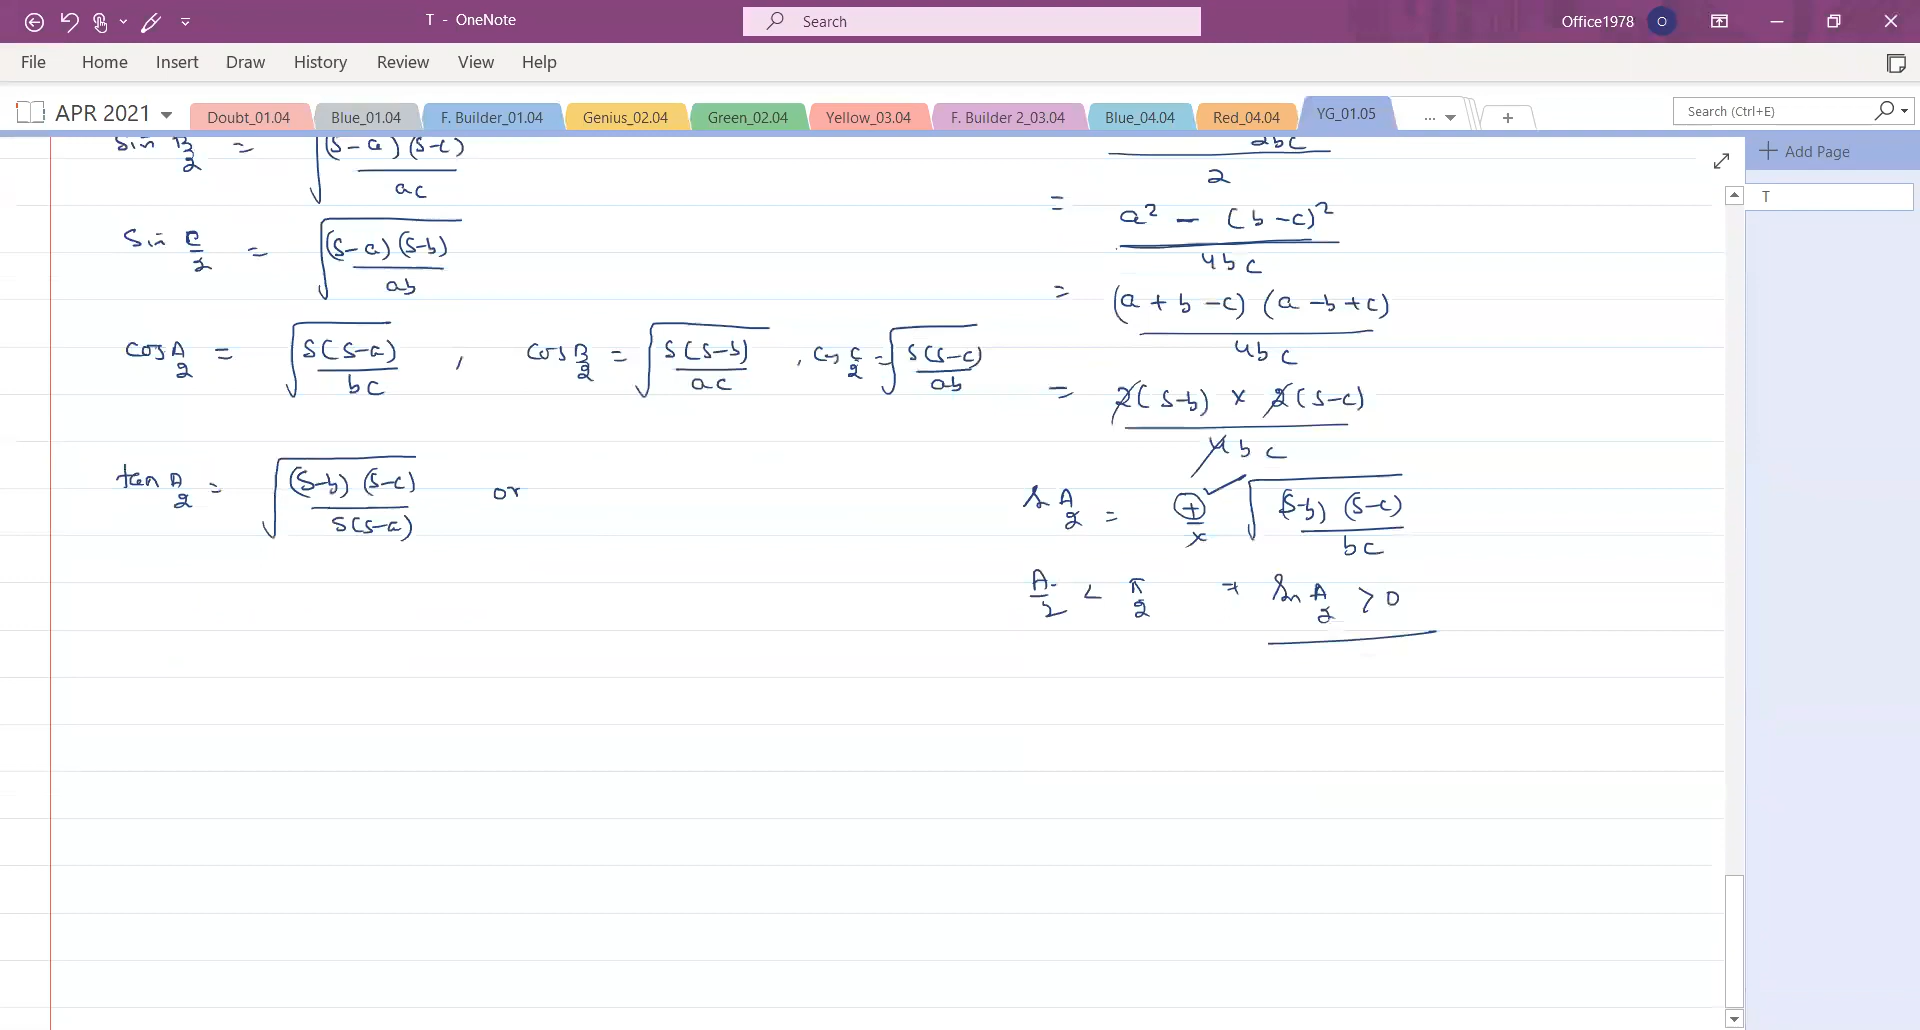 T - OneNote
Search
Office1978
O
File Home Insert Draw History Review View Help
APR 2021
Doubt_01.04
Blue_01.04
F. Builder_01.04
Genius_02.04
Green_02.04
Yellow_03.04
F. Builder 2_03.04
Blue_04.04
Red_04.04
YG_01.05
...
+
Search (Ctrl+E)
+ Add Page
T
sin B/2 = √((s-a)(s-c)/ac)
sin C/2 = √((s-a)(s-b)/ab)
cos A/2 = √(s(s-a)/bc) , cos B/2 = √(s(s-b)/ac) , cos C/2 = √(s(s-c)/ab)
tan A/2 = √((s-b)(s-c)/s(s-a)) or
2bc
2
= a² - (b-c)² / 4bc
= (a+b-c)(a-b+c) / 4bc
= 2(s-b) x 2(s-c) / 4bc
sin A/2 = ± √((s-b)(s-c)/bc)
x
A/2 < π/2 → sin A/2 > 0